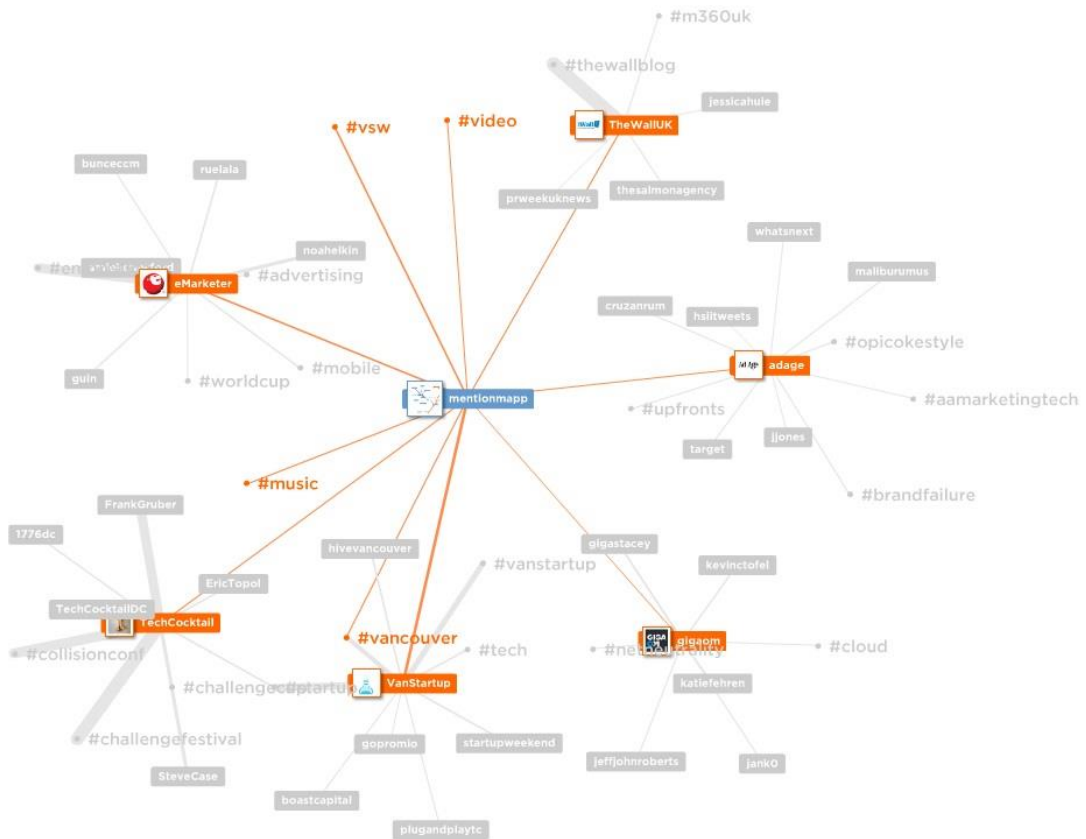 #m360uk
#thewallblog
jessicahuie
#vsw
#video
TheWallUK
bunceccm
ruelala
thesalmonagency
prweekuknews
whatsnext
noahelkin
#advertising
maliburumus
eMarketer
cruzanrum
hsiitweets
#opicokestyle
adage
#mobile
guin
#worldcup
mentionmapp
#aamarketingtech
#upfronts
jjones
target
#music
#brandfailure
FrankGruber
1776dc
hivevancouver
gigastacey
#vanstartup
kevinctofel
EricTopol
TechCocktailDC
TechCocktail
#vancouver
gigaom
#cloud
#collisionconf
#tech
VanStartup
katiefehren
#challengefestival
gopromio
startupweekend
jeffjohnroberts
jank0
SteveCase
boastcapital
plugandplaytc